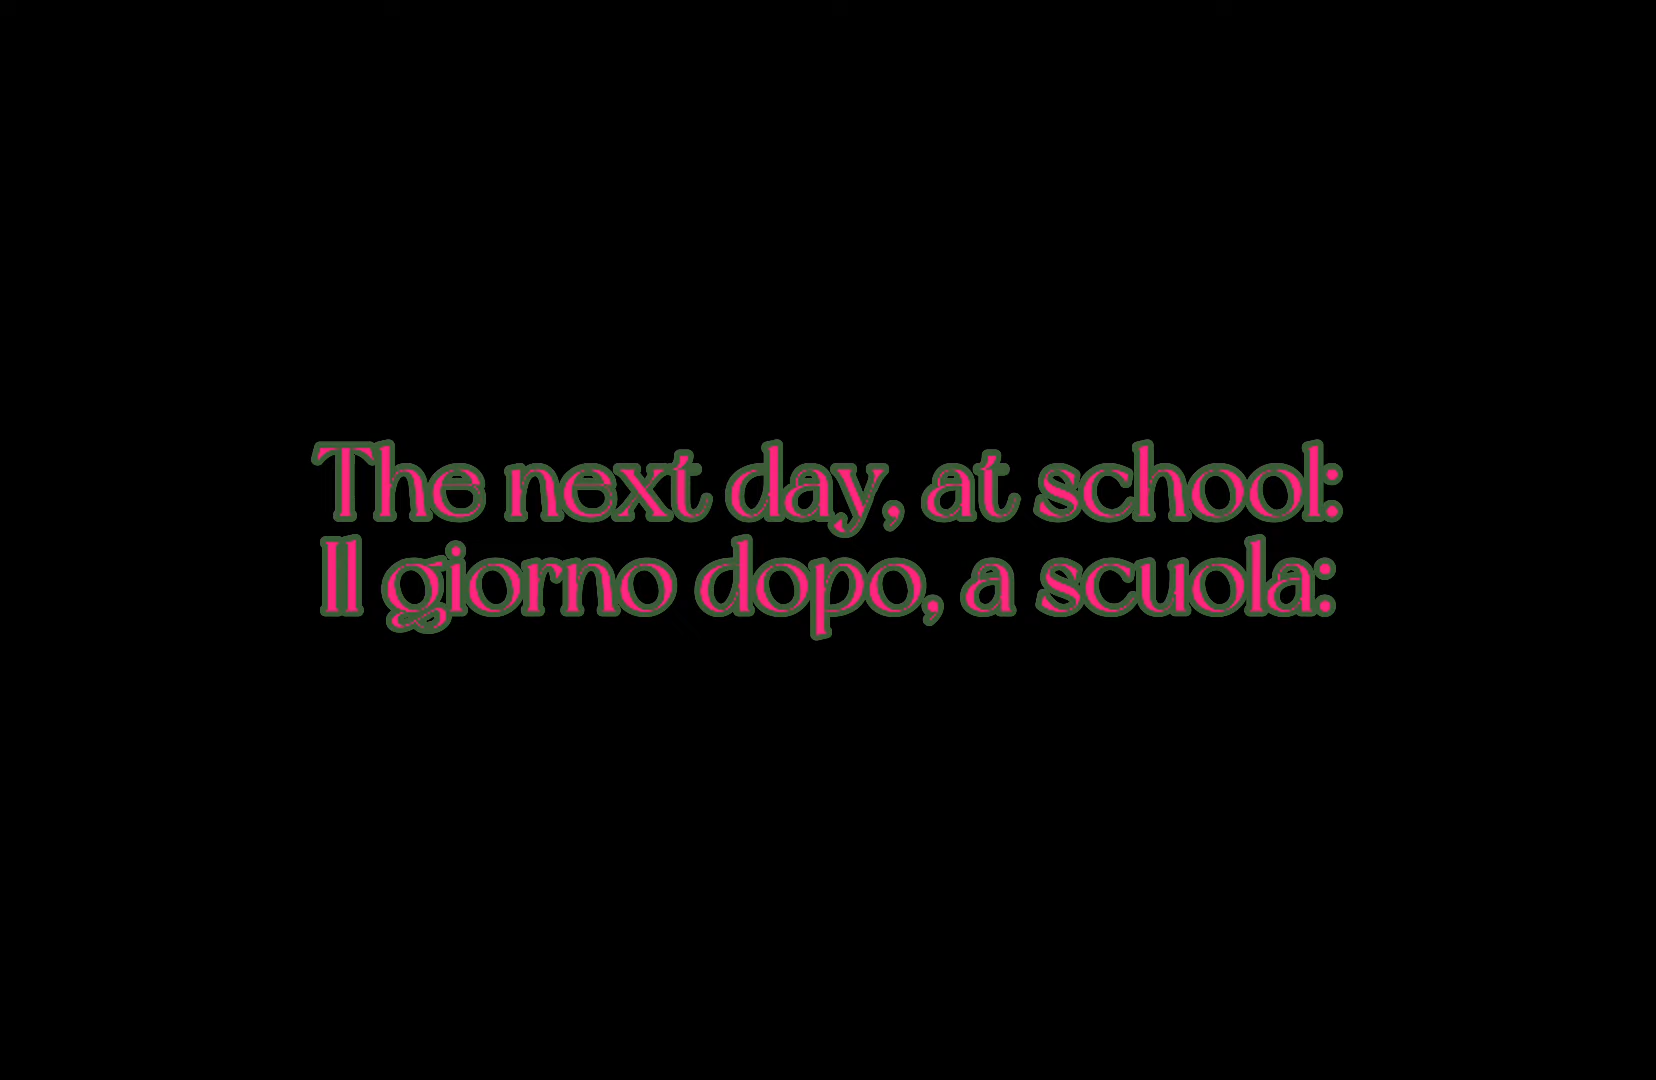 The next day, at school:
Il giorno dopo, a scuola: